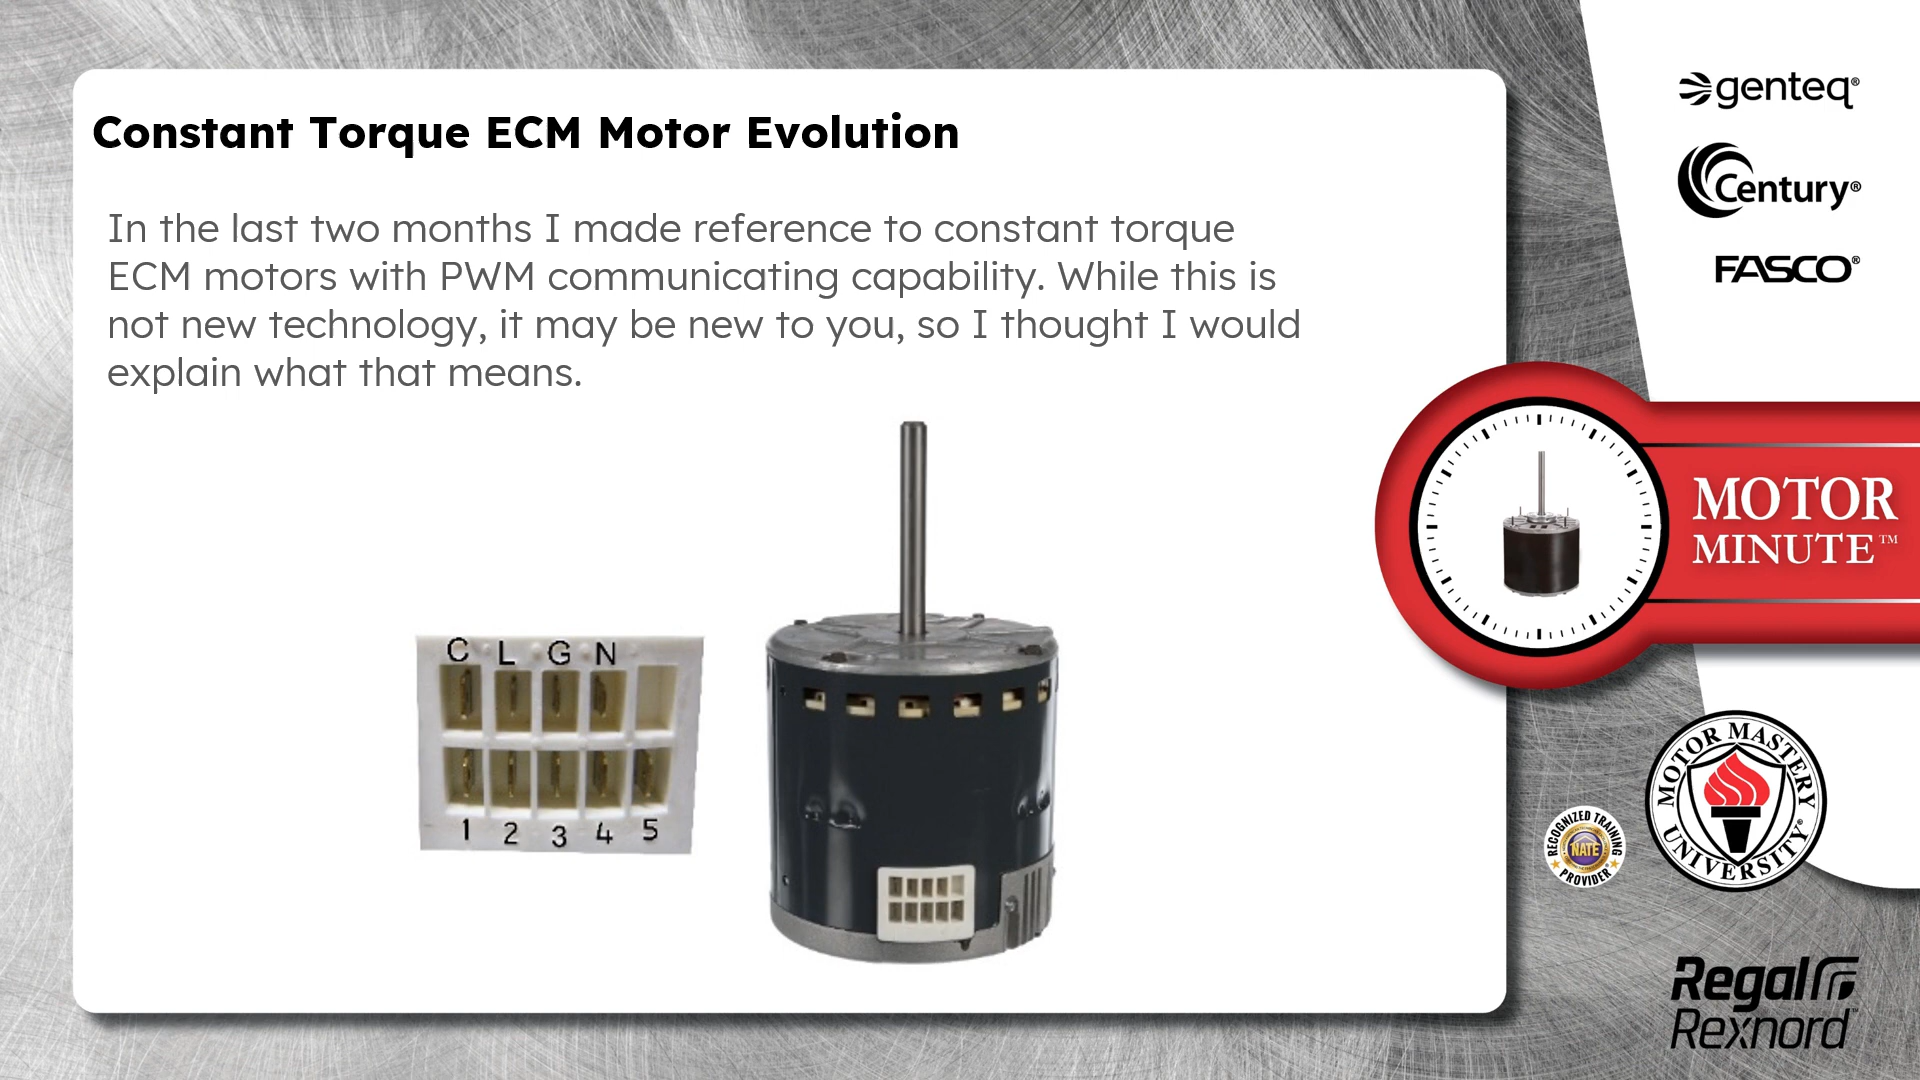 Constant Torque ECM Motor Evolution
In the last two months I made reference to constant torque
ECM motors with PWM communicating capability. While this is
not new technology, it may be new to you, so I thought I would
explain what that means.
C L G N
1 2 3 4 5
genteq®
Century®
FASCO®
MOTOR
MINUTE™
MOTOR MASTERY
UNIVERSITY®
RECOGNIZED TRAINING
NATE
PROVIDER®
Regal
Rexnord™